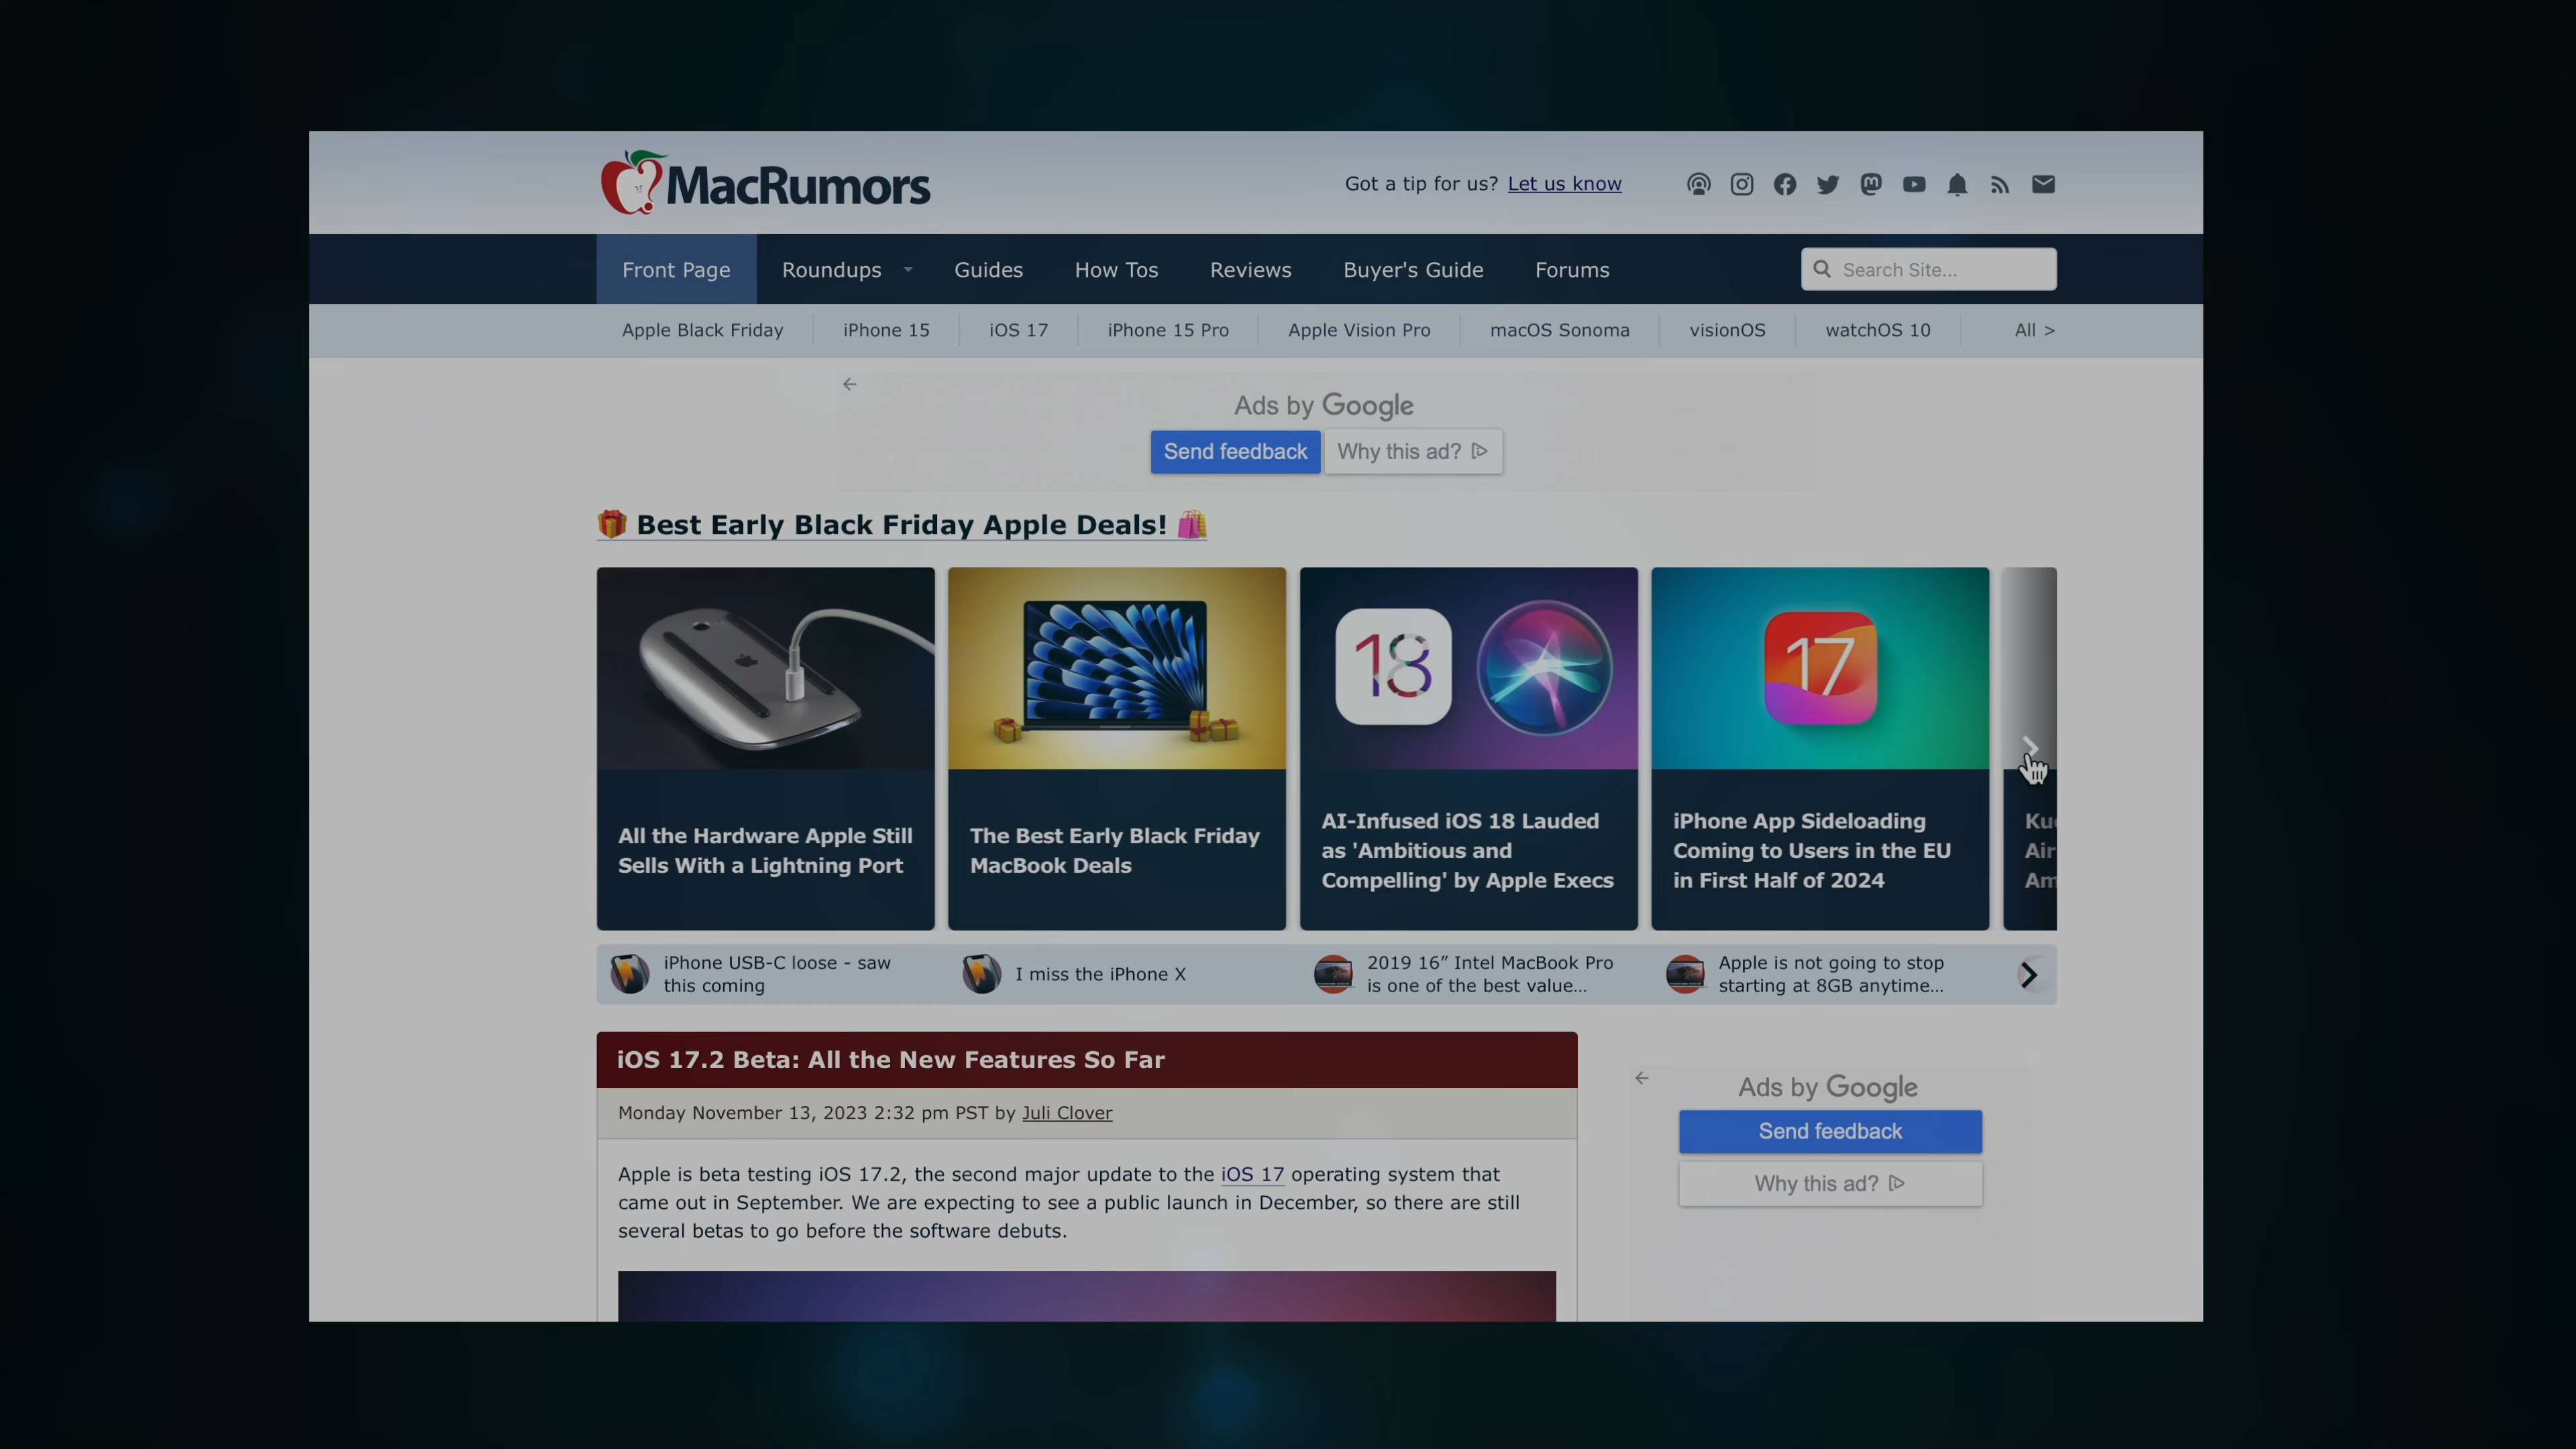 MacRumors
Got a tip for us? Let us know
Front Page Roundups Guides How Tos Reviews Buyer's Guide Forums Search Site...
Apple Black Friday iPhone 15 iOS 17 iPhone 15 Pro Apple Vision Pro macOS Sonoma visionOS watchOS 10 All >
Ads by Google
Send feedback Why this ad?
Best Early Black Friday Apple Deals!
18
17
All the Hardware Apple Still
Sells With a Lightning Port
The Best Early Black Friday
MacBook Deals
AI-Infused iOS 18 Lauded
as 'Ambitious and
Compelling' by Apple Execs
iPhone App Sideloading
Coming to Users in the EU
in First Half of 2024
iPhone USB-C loose - saw
this coming
I miss the iPhone X
2019 16” Intel MacBook Pro
is one of the best value...
Apple is not going to stop
starting at 8GB anytime...
iOS 17.2 Beta: All the New Features So Far
Monday November 13, 2023 2:32 pm PST by Juli Clover
Apple is beta testing iOS 17.2, the second major update to the iOS 17 operating system that
came out in September. We are expecting to see a public launch in December, so there are still
several betas to go before the software debuts.
Ads by Google
Send feedback
Why this ad?